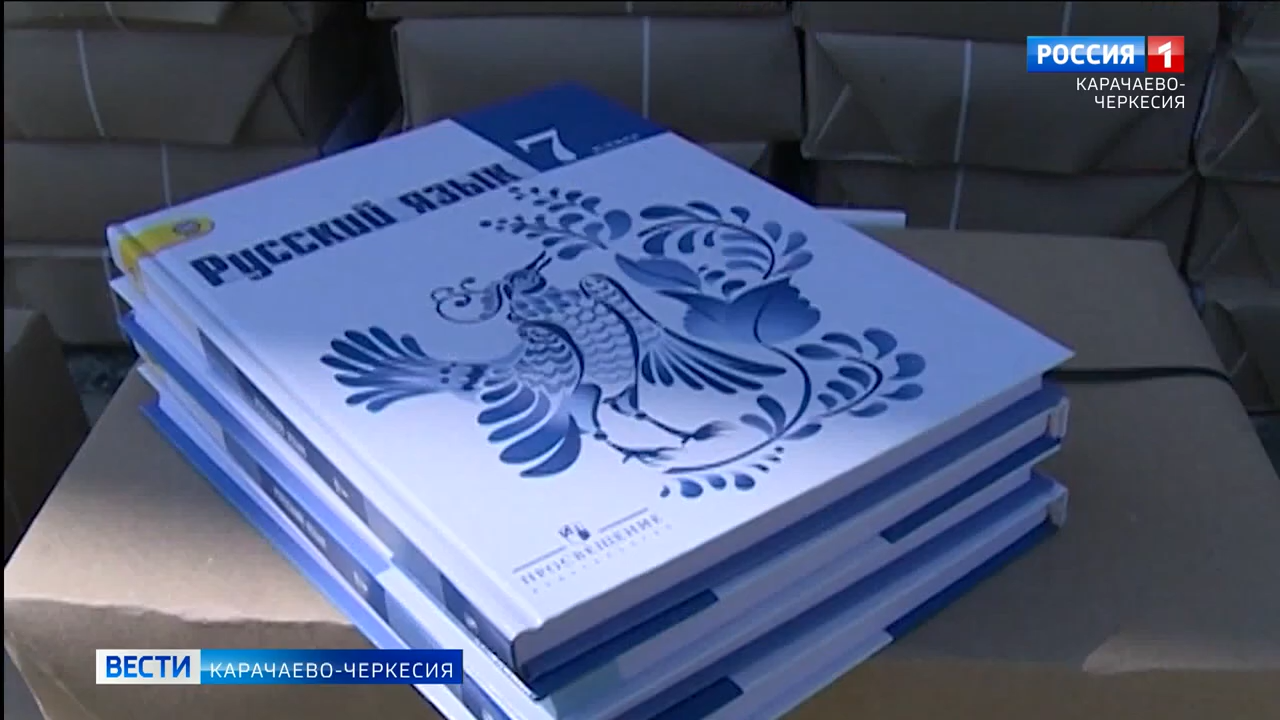 РОССИЯ 1
КАРАЧАЕВО-
ЧЕРКЕСИЯ
7
Русский язык
ПРОСВЕЩЕНИЕ
ВЕСТИ КАРАЧАЕВО-ЧЕРКЕСИЯ